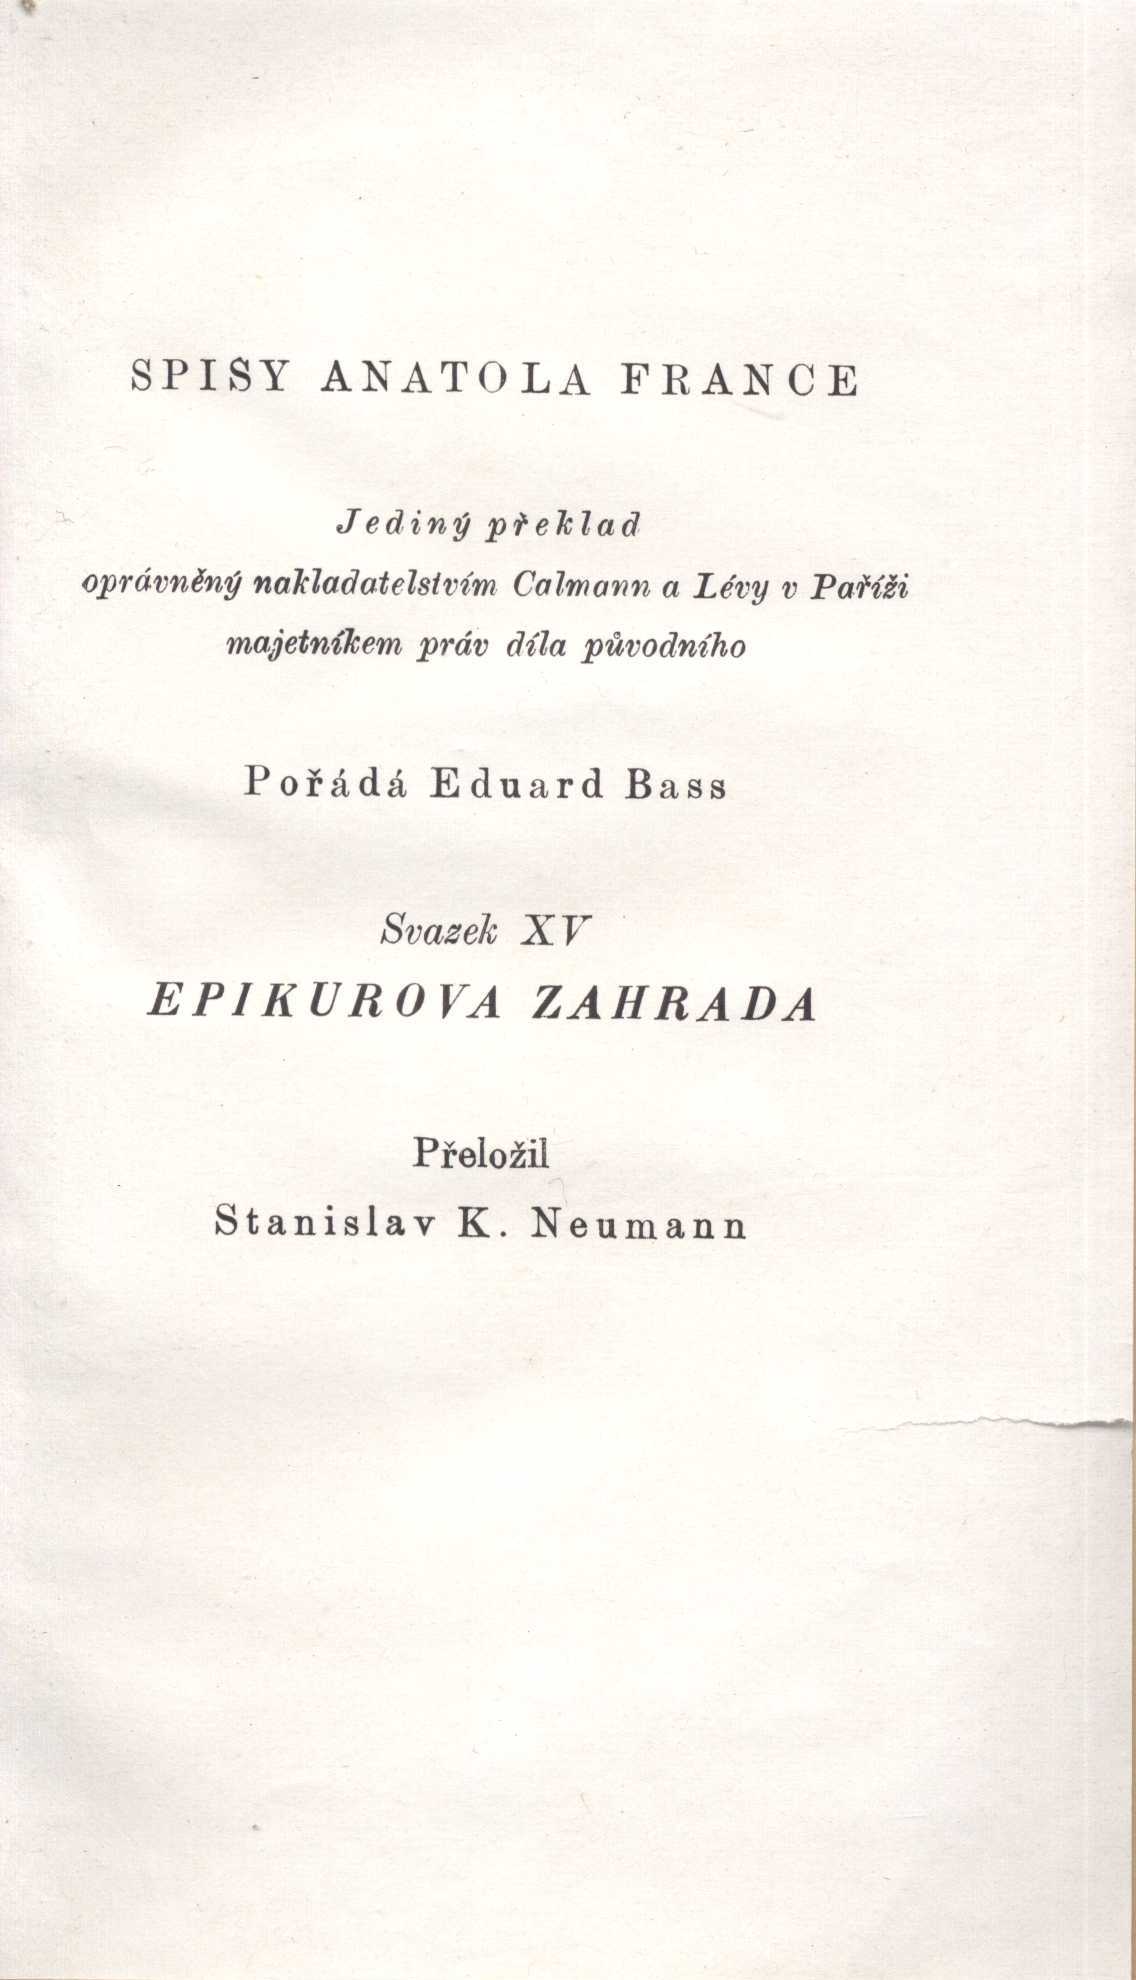 SPISY ANATOLA FRANCE
Jediný překlad
oprávněný nakladatelstvím Calmann a Lévy v Paříži
majetníkem práv díla původního
Pořádá Eduard Bass
Svazek XV
EPIKUROVA ZAHRADA
Přeložil
Stanislav K. Neumann